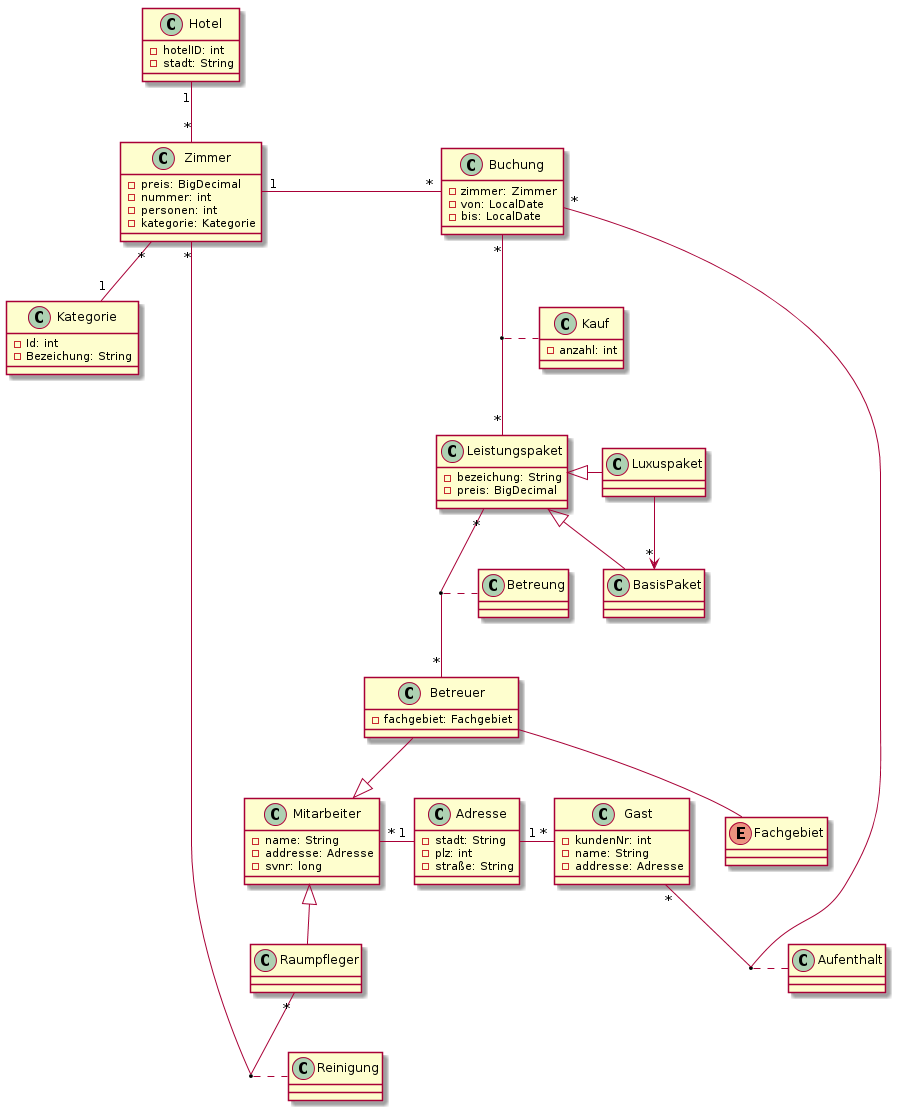 C Hotel
hotelID: int
stadt: String
1
*
C Zimmer
preis: BigDecimal
nummer: int
personen: int
kategorie: Kategorie
1
*
C Buchung
zimmer: Zimmer
von: LocalDate
bis: LocalDate
*
*
*
*
1
C Kategorie
Id: int
Bezeichung: String
C Kauf
anzahl: int
*
C Leistungspaket
bezeichung: String
preis: BigDecimal
C Luxuspaket
*
*
C Betreung
C BasisPaket
*
C Betreuer
fachgebiet: Fachgebiet
C Mitarbeiter
name: String
addresse: Adresse
svnr: long
* 1
C Adresse
stadt: String
plz: int
straße: String
1 *
C Gast
kundenNr: int
name: String
addresse: Adresse
E Fachgebiet
*
C Raumpfleger
C Aufenthalt
*
C Reinigung